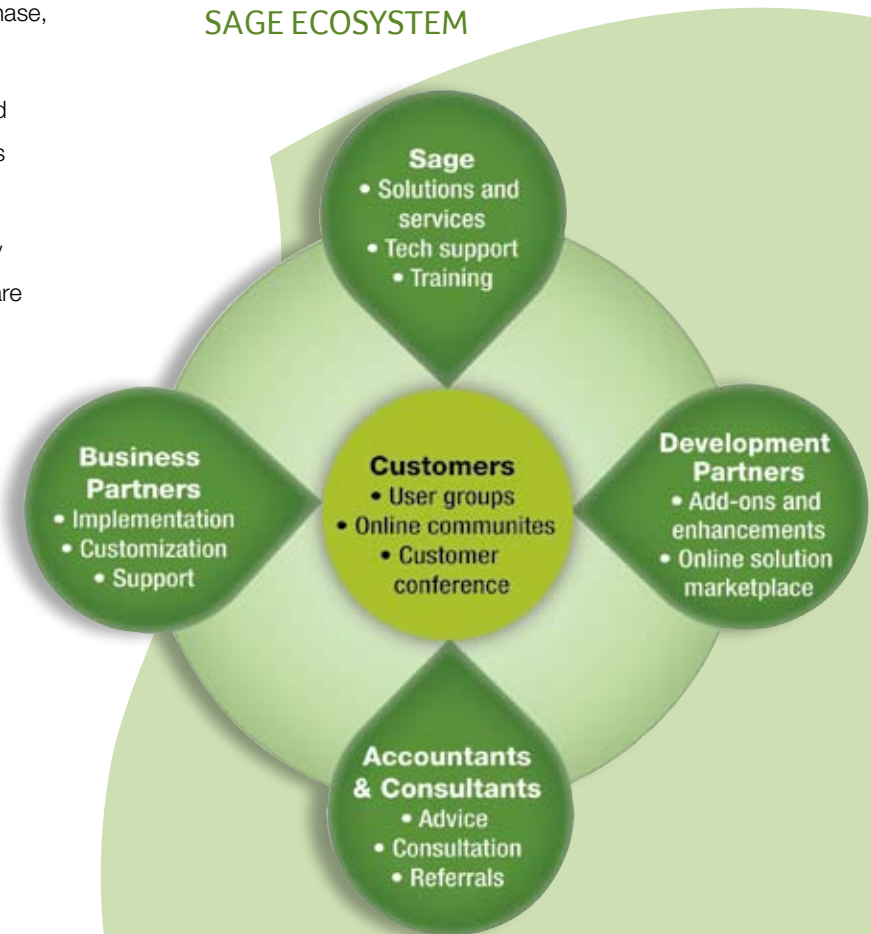 hase,
d
s
y
are
SAGE ECOSYSTEM
Sage
• Solutions and
services
• Tech support
• Training
Business
Partners
• Implementation
• Customization
• Support
Customers
• User groups
• Online communites
• Customer
conference
Development
Partners
• Add-ons and
enhancements
• Online solution
marketplace
Accountants
& Consultants
• Advice
• Consultation
• Referrals